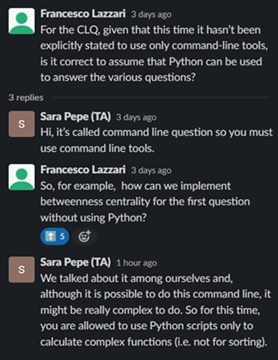 Francesco Lazzari 3 days ago
For the CLQ, given that this time it hasn't been
explicitly stated to use only command-line tools,
is it correct to assume that Python can be used
to answer the various questions?
3 replies
S
Sara Pepe (TA) 3 days ago
Hi, it's called command line question so you must
use command line tools.
Francesco Lazzari 3 days ago
So, for example, how can we implement
betweenness centrality for the first question
without using Python?
5
S
Sara Pepe (TA) 1 hour ago
We talked about it among ourselves and,
although it is possible to do this command line, it
might be really complex to do. So for this time,
you are allowed to use Python scripts only to
calculate complex functions (i.e. not for sorting).